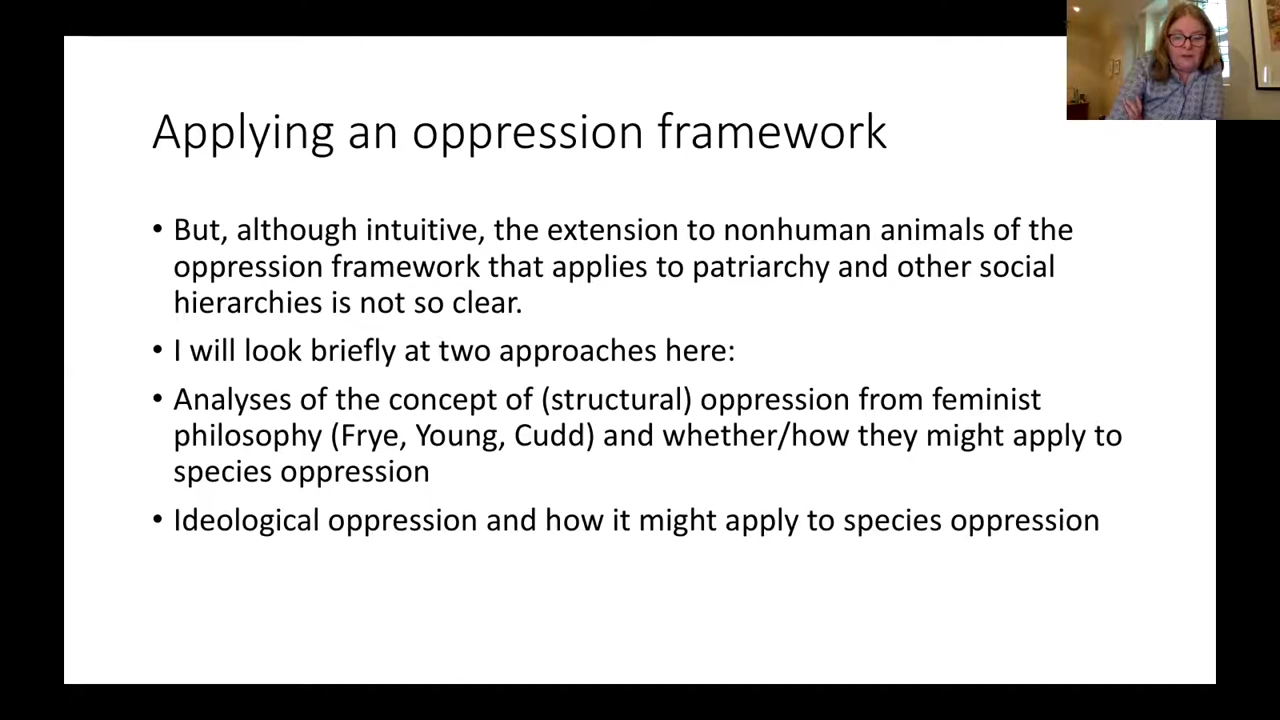 Applying an oppression framework
• But, although intuitive, the extension to nonhuman animals of the
oppression framework that applies to patriarchy and other social
hierarchies is not so clear.
• I will look briefly at two approaches here:
• Analyses of the concept of (structural) oppression from feminist
philosophy (Frye, Young, Cudd) and whether/how they might apply to
species oppression
• Ideological oppression and how it might apply to species oppression